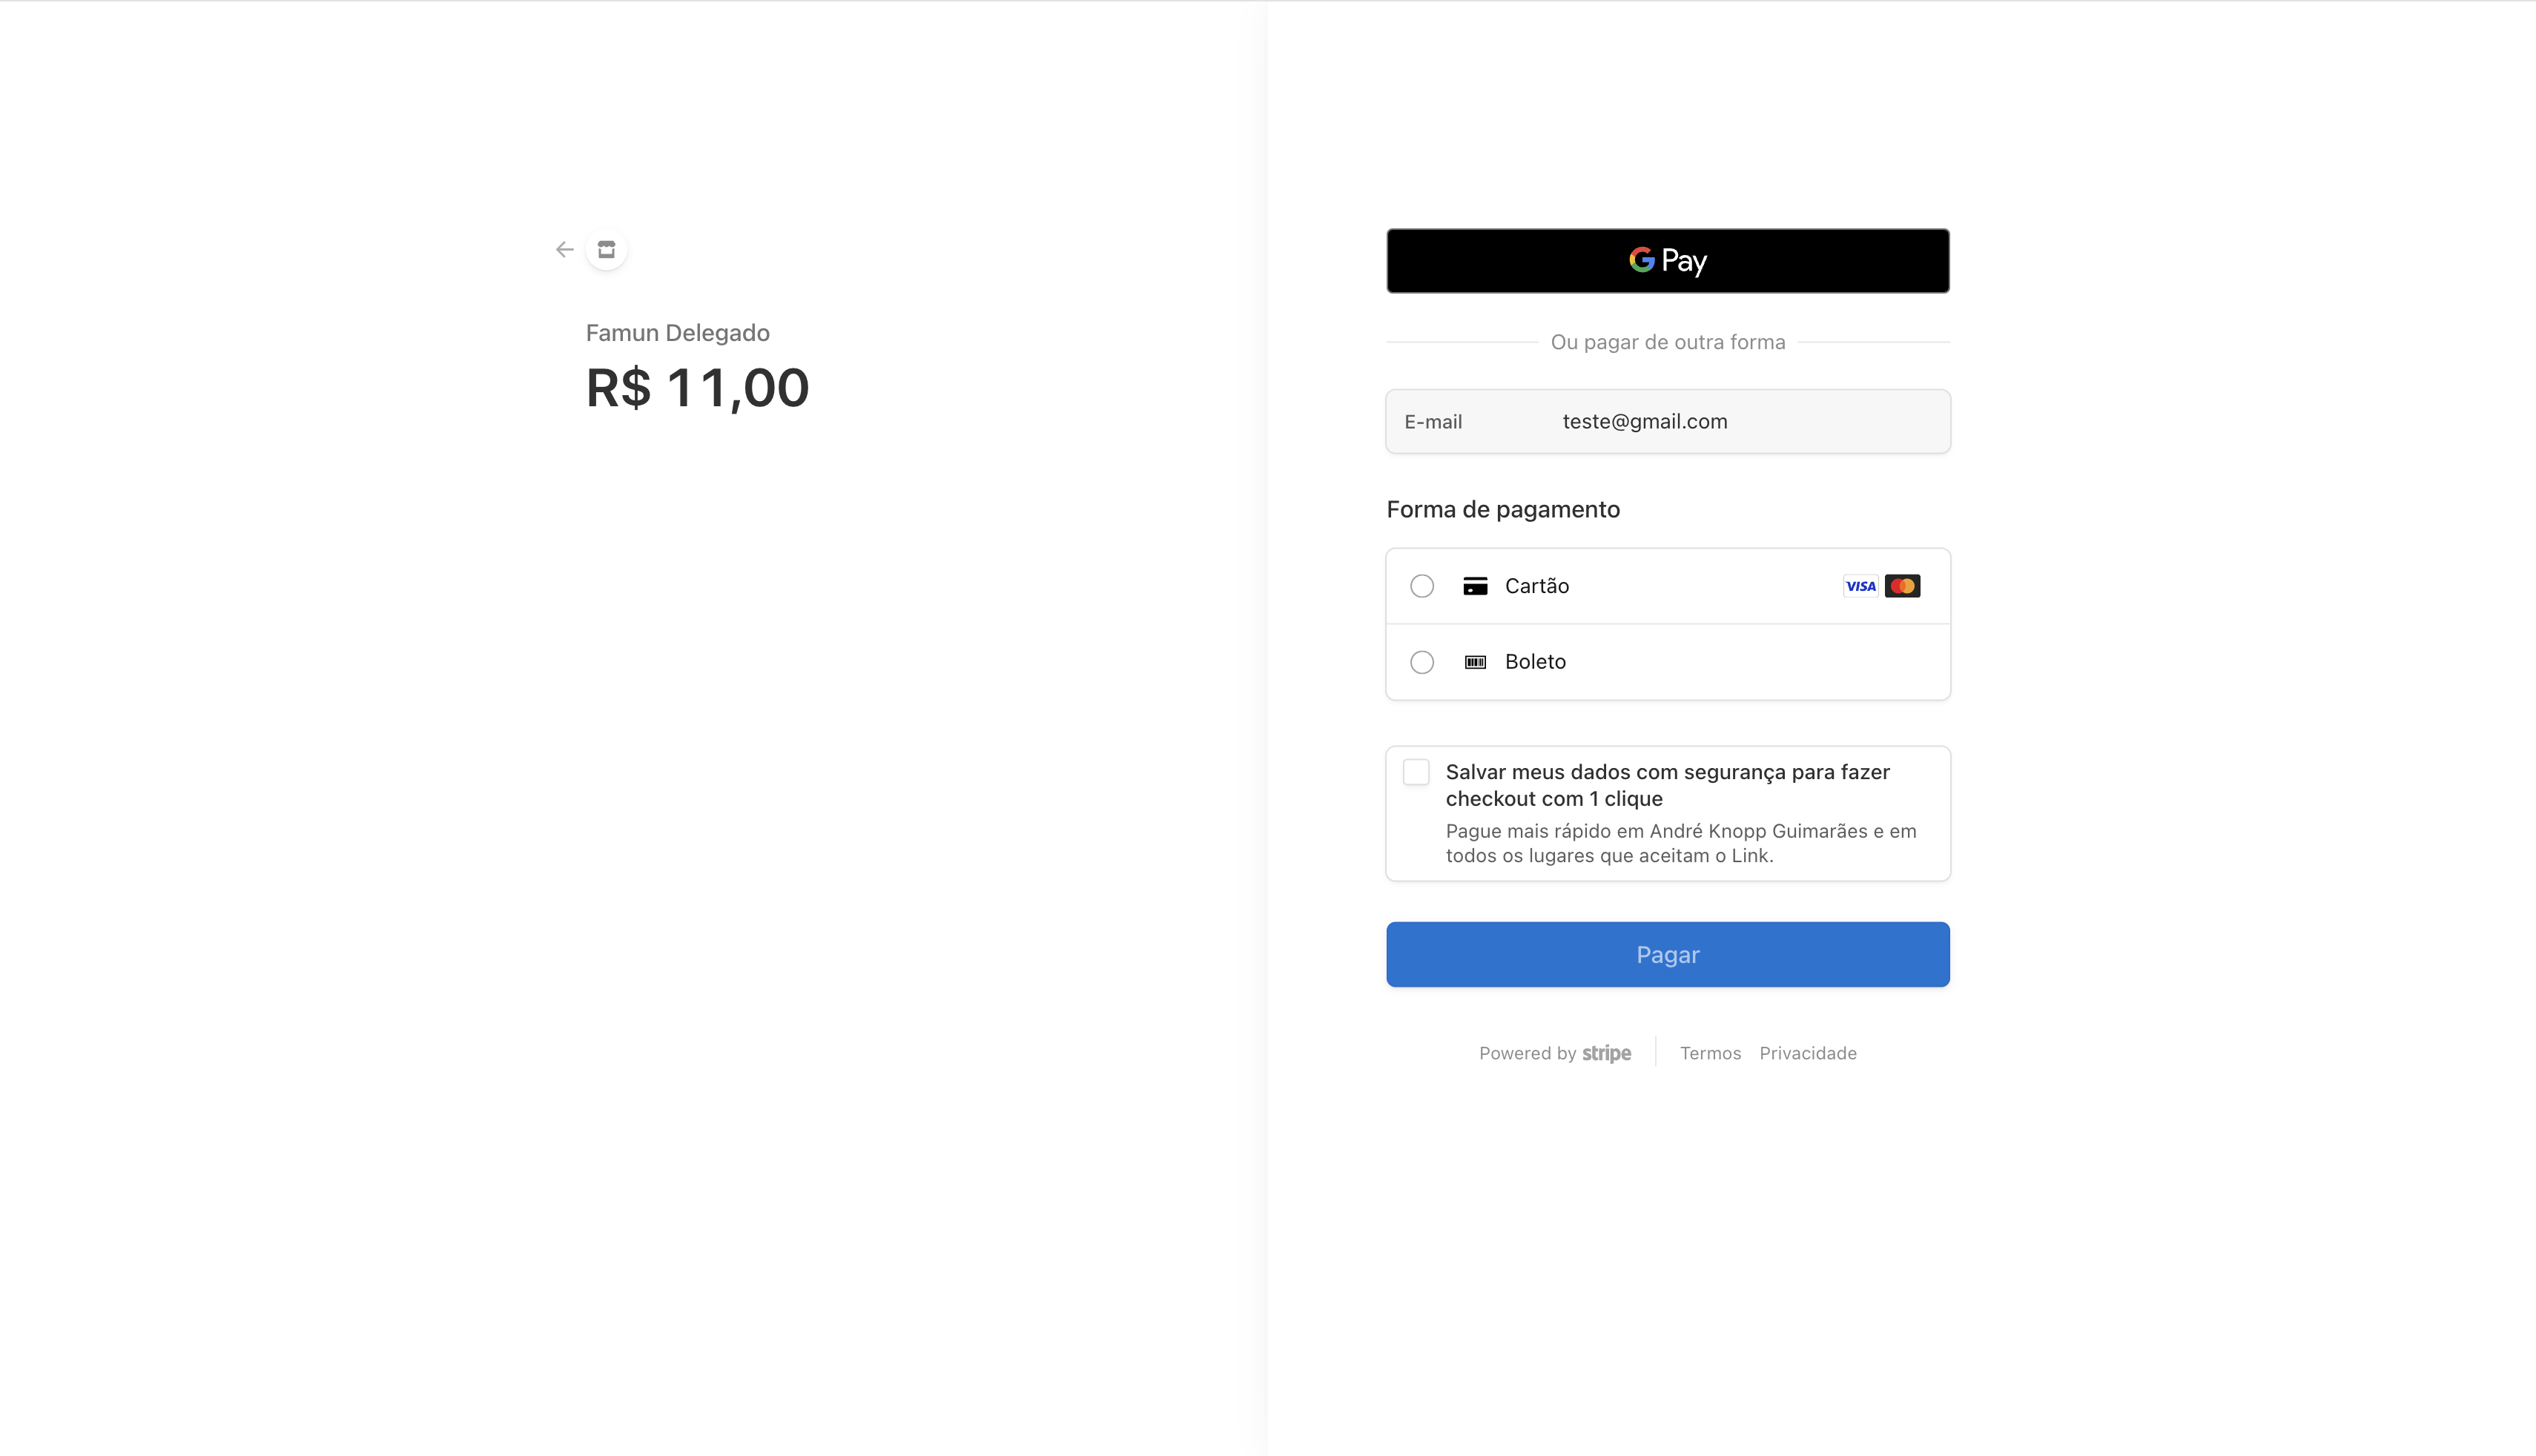 Famun Delegado
R$ 11,00
G Pay
Ou pagar de outra forma
E-mail teste@gmail.com
Forma de pagamento
Cartão VISA
Boleto
Salvar meus dados com segurança para fazer
checkout com 1 clique
Pague mais rápido em André Knopp Guimarães e em
todos os lugares que aceitam o Link.
Pagar
Powered by stripe Termos Privacidade